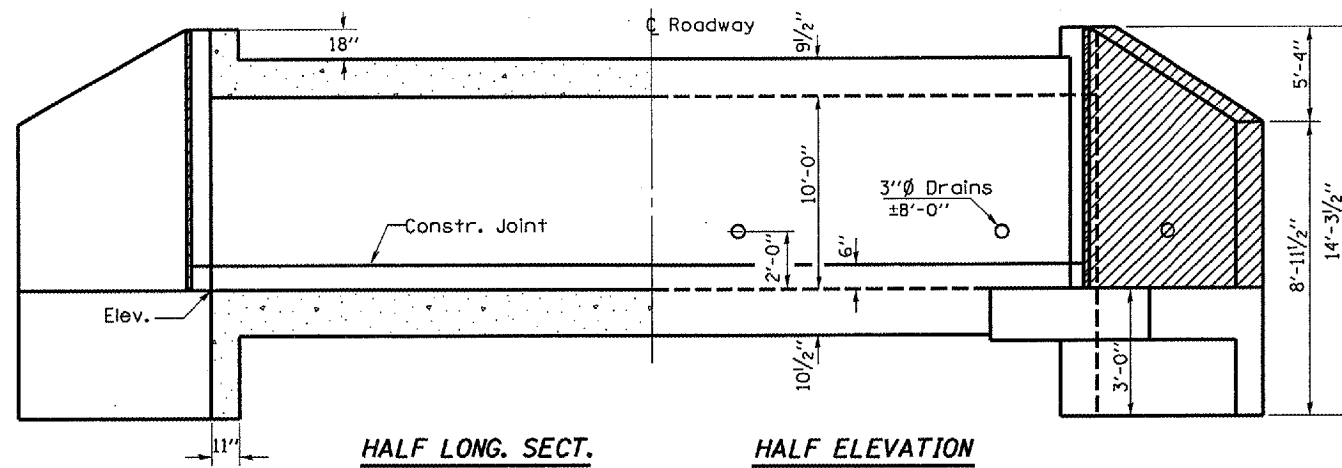 ℄ Roadway
18"
9½"
5'-4"
10'-0"
3"Ø Drains
±8'-0"
Constr. Joint
6"
2'-0"
14'-3½"
8'-11½"
Elev.
10½"
3'-0"
11"
HALF LONG. SECT.
HALF ELEVATION